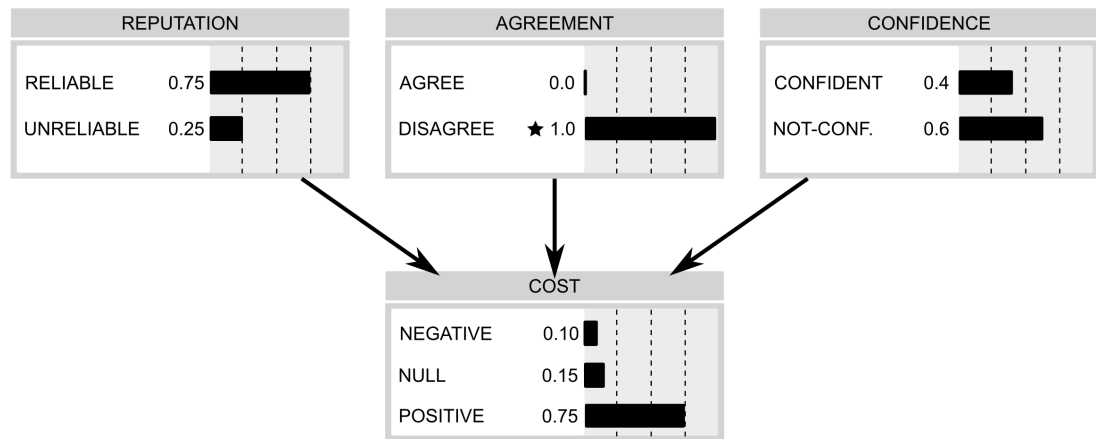 REPUTATION
RELIABLE 0.75
UNRELIABLE 0.25
AGREEMENT
AGREE 0.0
DISAGREE ★ 1.0
CONFIDENCE
CONFIDENT 0.4
NOT-CONF. 0.6
COST
NEGATIVE 0.10
NULL 0.15
POSITIVE 0.75